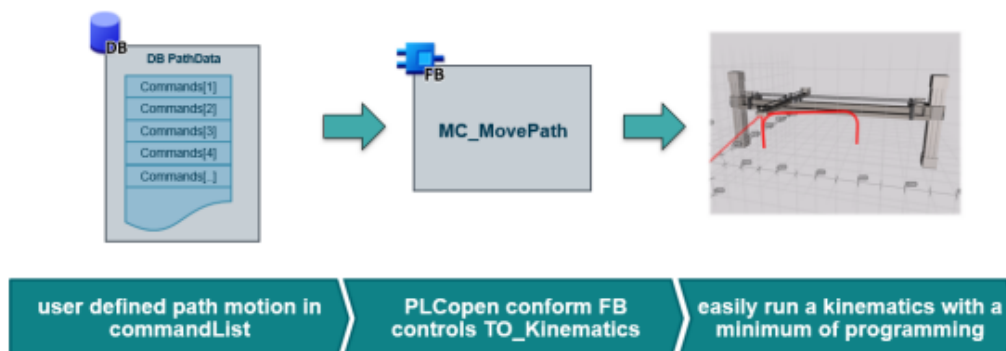 DB
DB PathData
Commands[1]
Commands[2]
Commands[3]
Commands[4]
Commands[..]
FB
MC_MovePath
user defined path motion in
commandList
PLCopen conform FB
controls TO_Kinematics
easily run a kinematics with a
minimum of programming